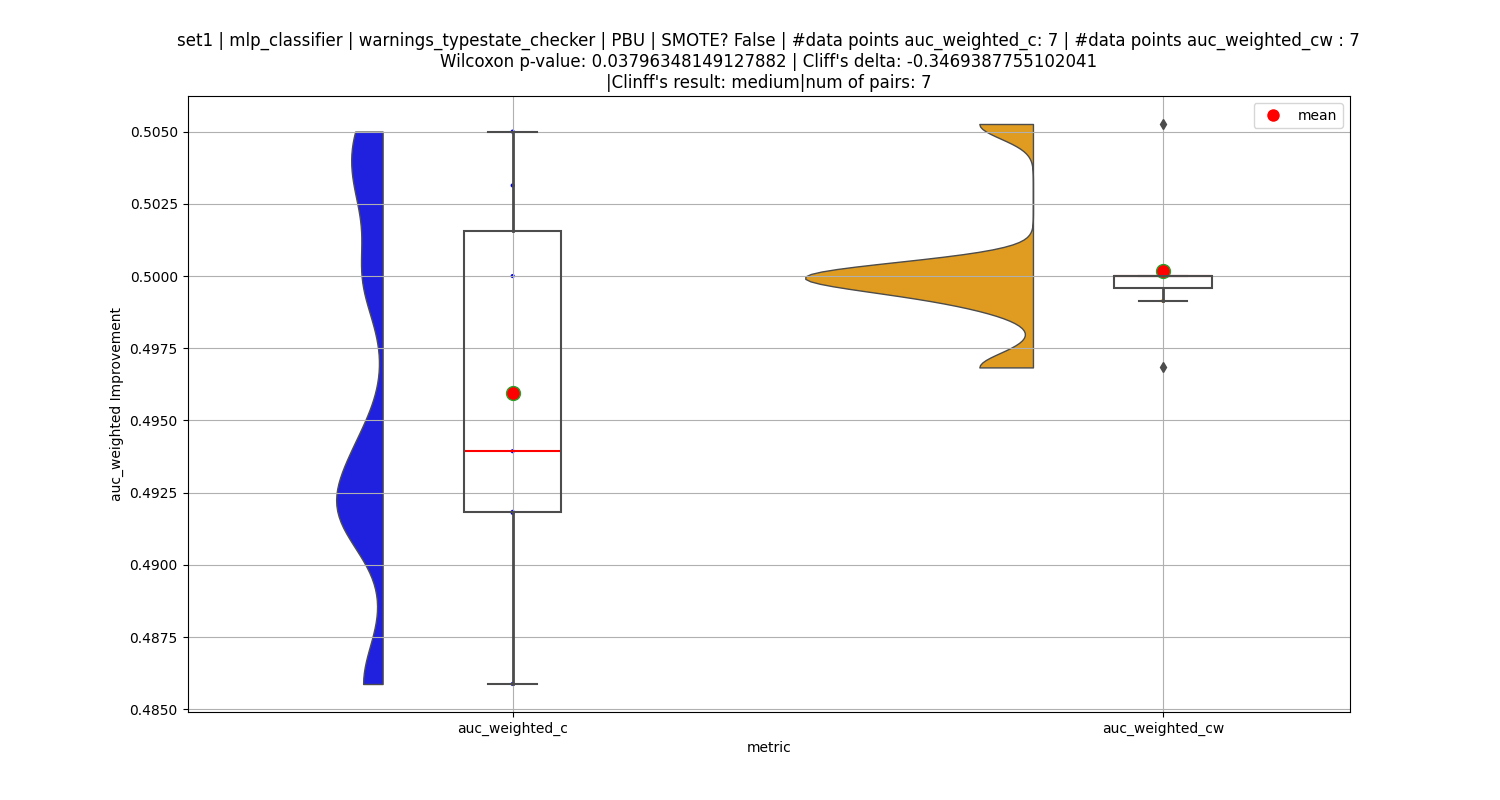 set1 | mlp_classifier | warnings_typestate_checker | PBU | SMOTE? False | #data points auc_weighted_c: 7 | #data points auc_weighted_cw : 7
Wilcoxon p-value: 0.03796348149127882 | Cliff's delta: -0.3469387755102041
|Clinff's result: medium|num of pairs: 7
mean
0.5050
0.5025
0.5000
0.4975
0.4950
0.4925
0.4900
0.4875
0.4850
auc_weighted Improvement
auc_weighted_c
auc_weighted_cw
metric